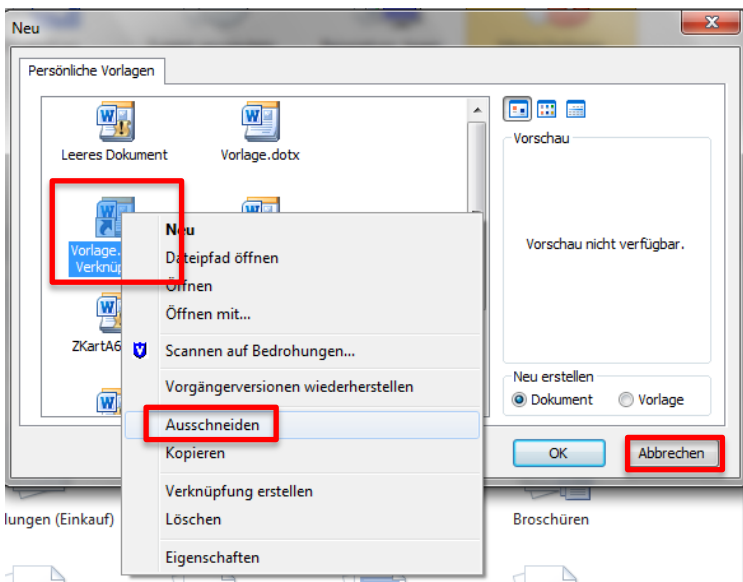 Neu
Persönliche Vorlagen
Leeres Dokument
Vorlage.dotx
Vorschau
Vorschau nicht verfügbar.
Vorlage.
ZKartA6
Neu
Dateipfad öffnen
Öffnen
Öffnen mit...
Scannen auf Bedrohungen...
Vorgängerversionen wiederherstellen
Ausschneiden
Kopieren
Verknüpfung erstellen
Löschen
Eigenschaften
Neu erstellen
Dokument
Vorlage
OK
Abbrechen
lungen (Einkauf)
Broschüren